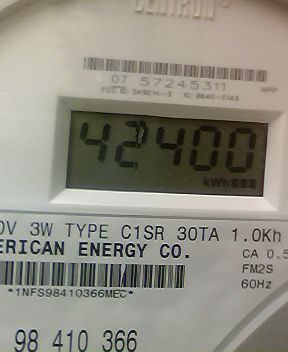 CENTRON®
07 57245311
42400
kWh
0V 3W TYPE C1SR 30TA 1.0Kh
ERICAN ENERGY CO.
CA 0.5
FM2S
*1NFS98410366MEC*
60Hz
98 410 366